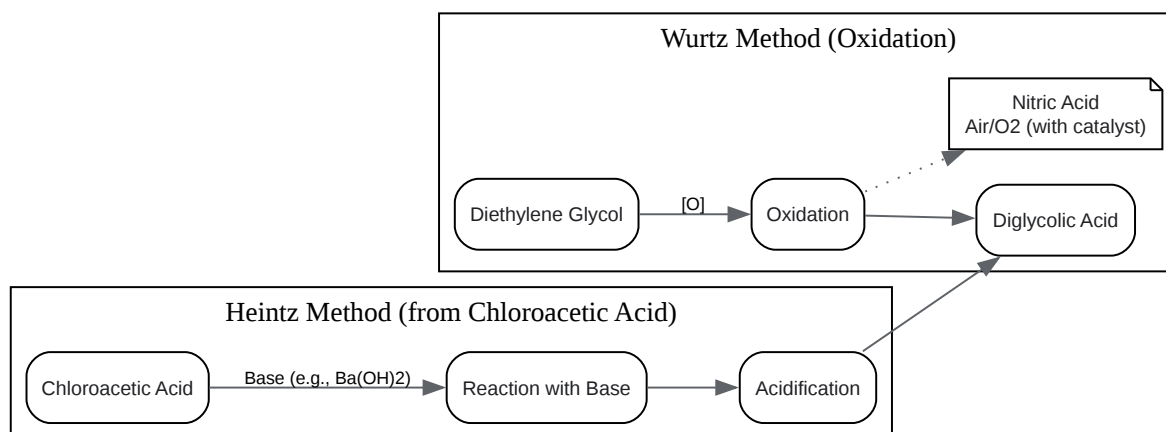 Wurtz Method (Oxidation)
Nitric Acid
Air/O2 (with catalyst)
Diethylene Glycol
[O]
Oxidation
Diglycolic Acid
Heintz Method (from Chloroacetic Acid)
Chloroacetic Acid
Base (e.g., Ba(OH)2)
Reaction with Base
Acidification